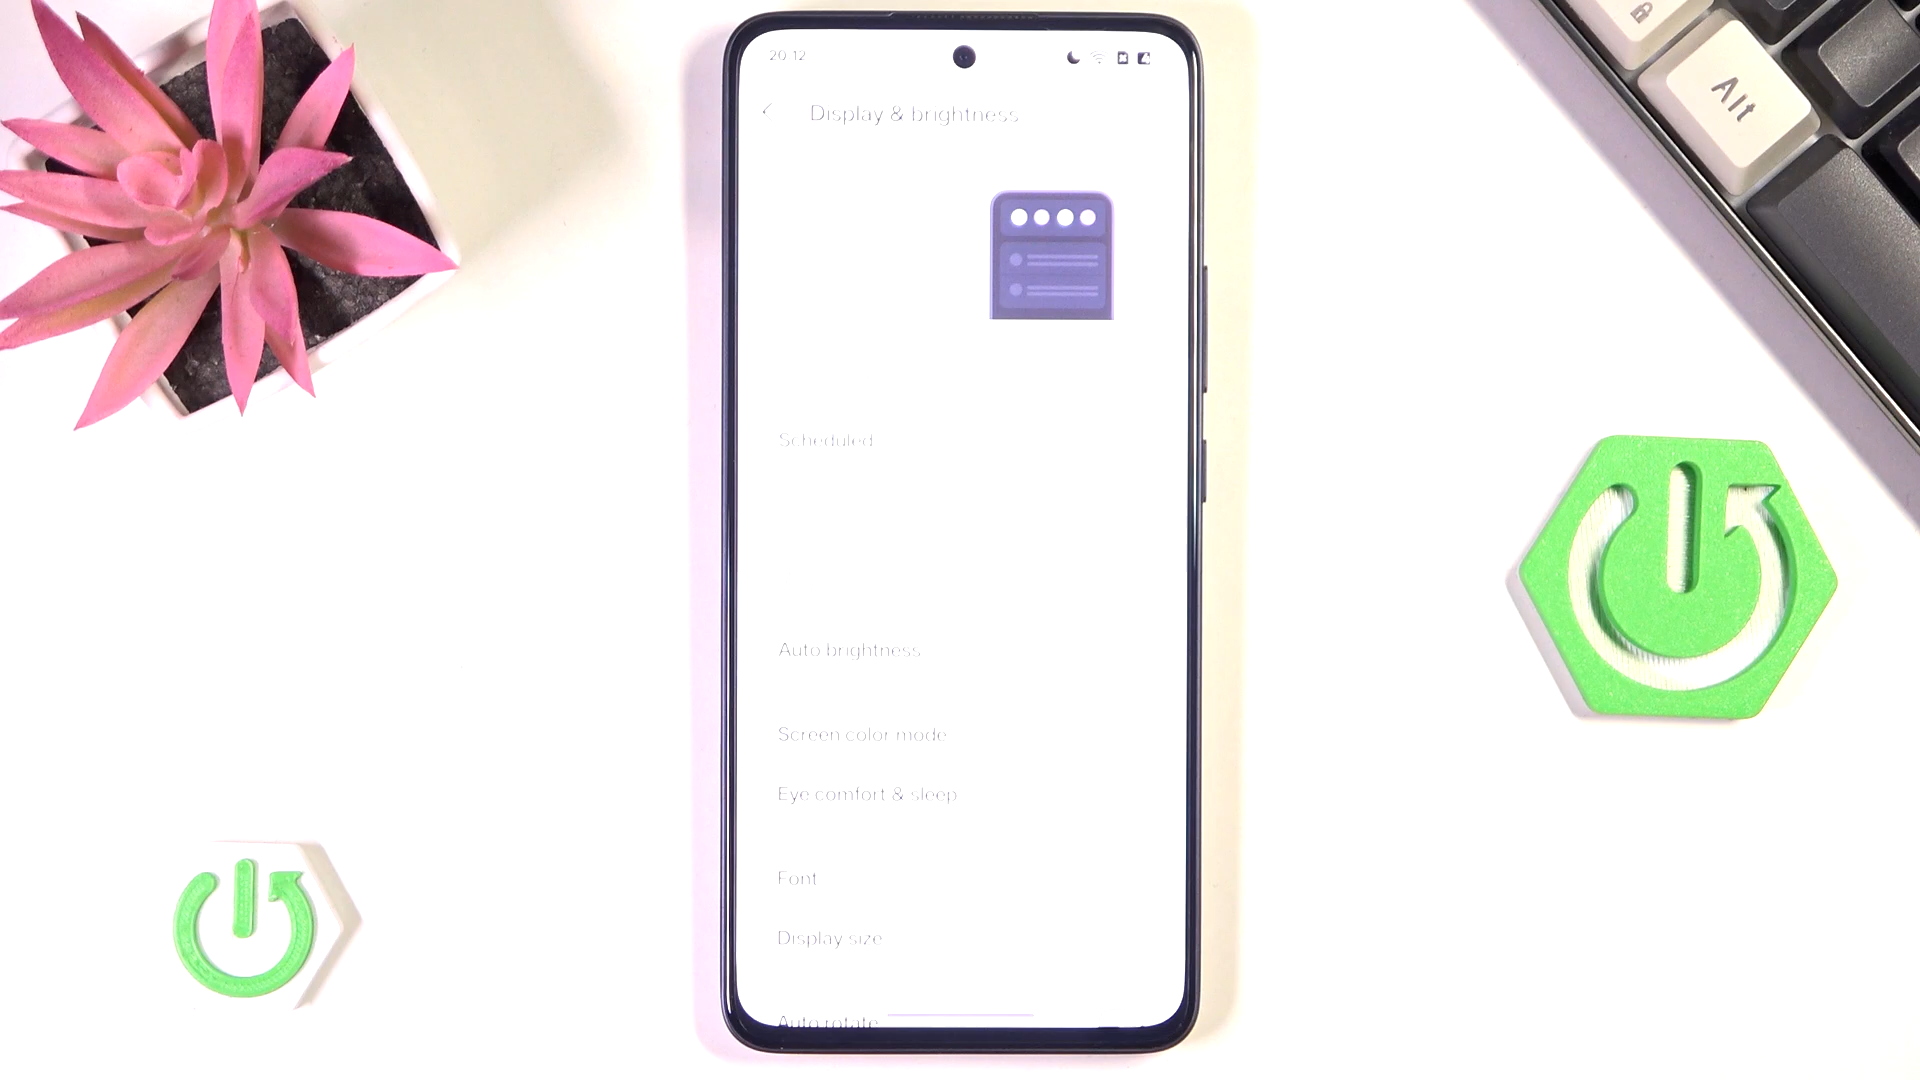 20:12
Display & brightness
Scheduled
Auto brightness
Screen color mode
Eye comfort & sleep
Font
Display size
Auto rotate
Alt